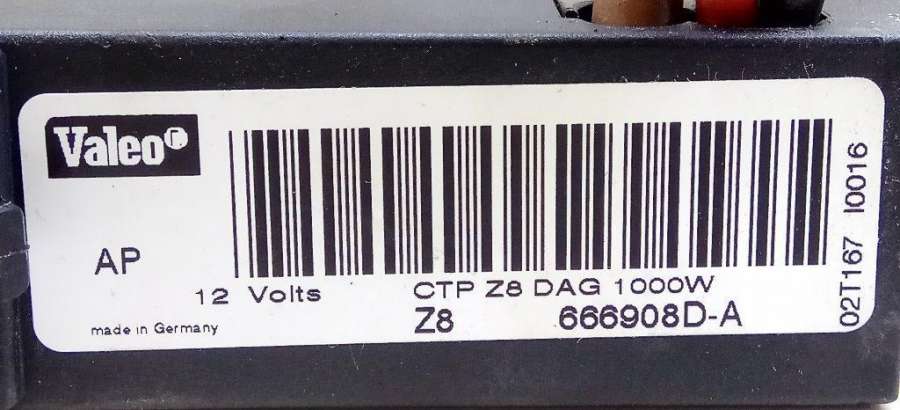 Valeo
AP
12 Volts
CTP Z8 DAG 1000W
made in Germany
Z8 666908D-A
02T167 I0016